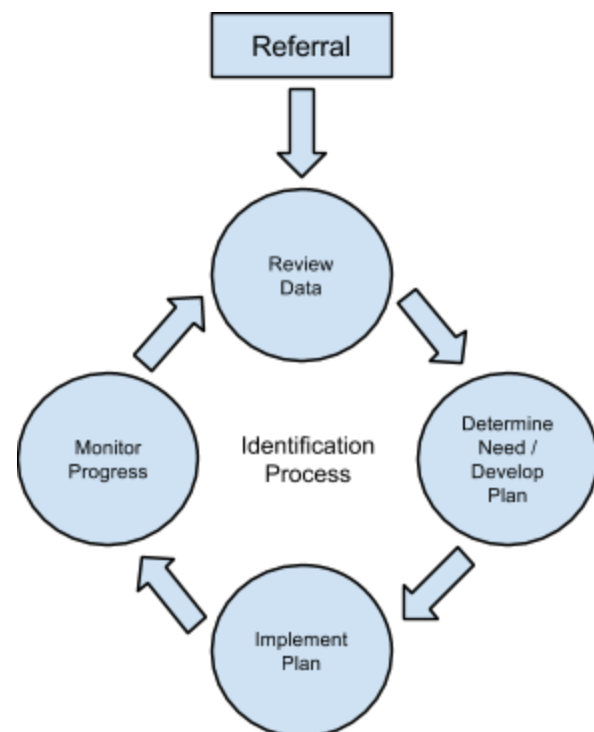 Referral
Review
Data
Determine
Need /
Develop
Plan
Identification
Process
Monitor
Progress
Implement
Plan